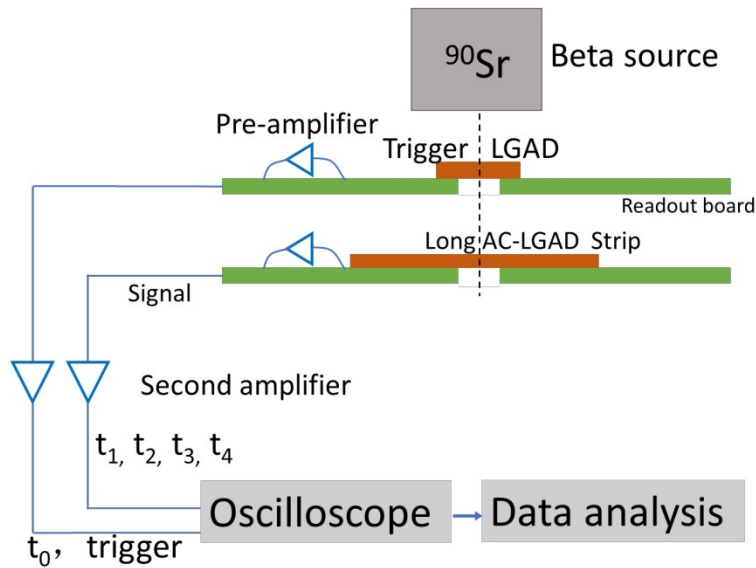 ⁹⁰Sr Beta source
Pre-amplifier
Trigger LGAD
Readout board
Long AC-LGAD Strip
Signal
Second amplifier
t₁, t₂, t₃, t₄
Oscilloscope
Data analysis
t₀, trigger